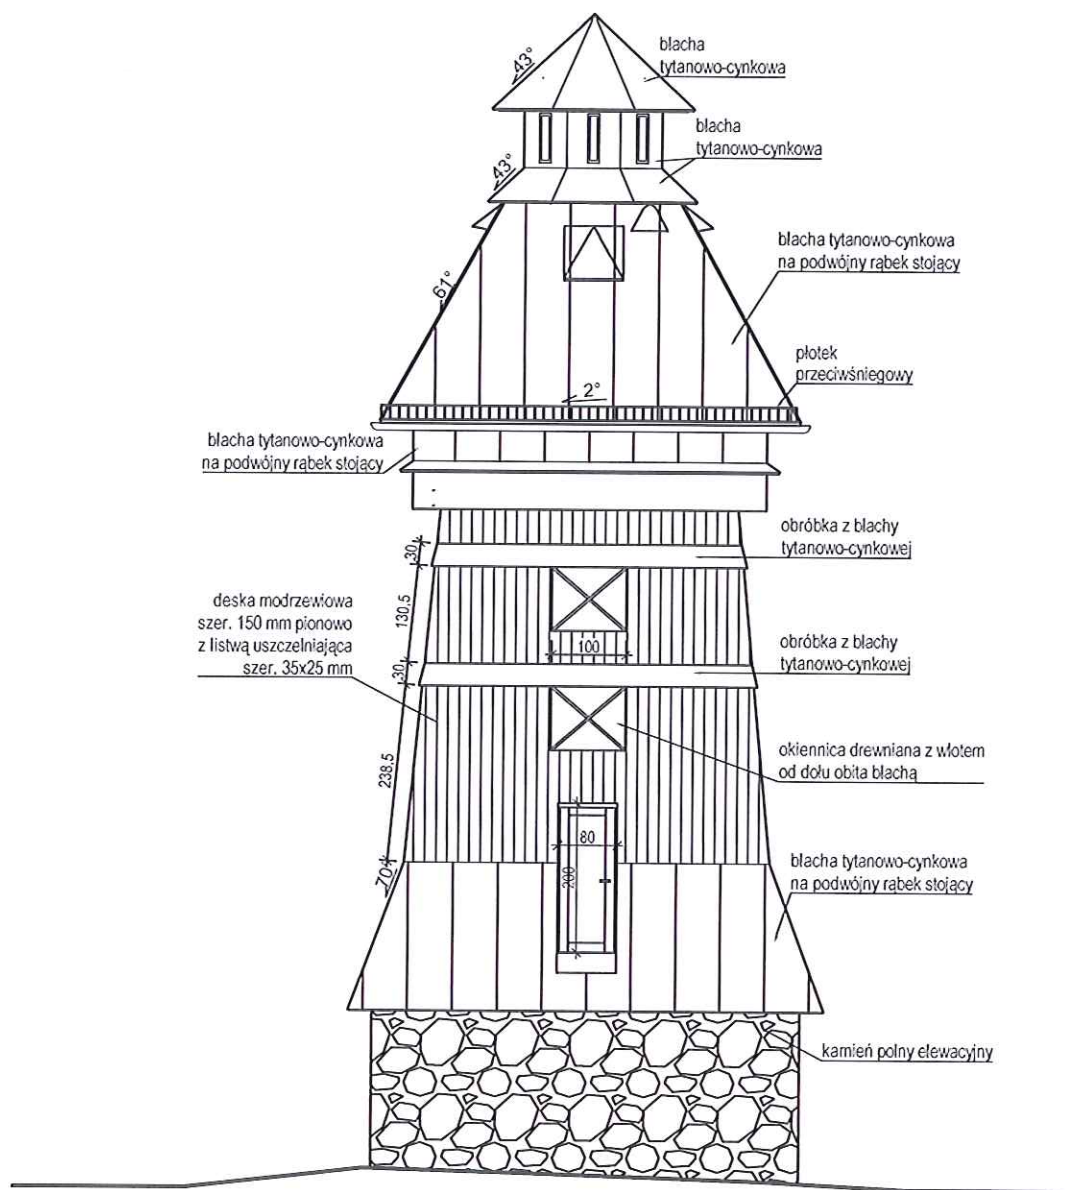 43°
blacha
tytanowo-cynkowa
blacha
tytanowo-cynkowa
43°
blacha tytanowo-cynkowa
na podwójny rąbek stojący
61°
płotek
przeciwśniegowy
2°
blacha tytanowo-cynkowa
na podwójny rąbek stojący
obróbka z blachy
tytanowo-cynkowej
30
deska modrzewiowa
szer. 150 mm pionowo
z listwą uszczelniająca
szer. 35x25 mm
130.5
100
obróbka z blachy
tytanowo-cynkowej
30
okiennica drewniana z wlotem
od dołu obita blachą
238.5
80
200
70°
blacha tytanowo-cynkowa
na podwójny rąbek stojący
kamień polny elewacyjny